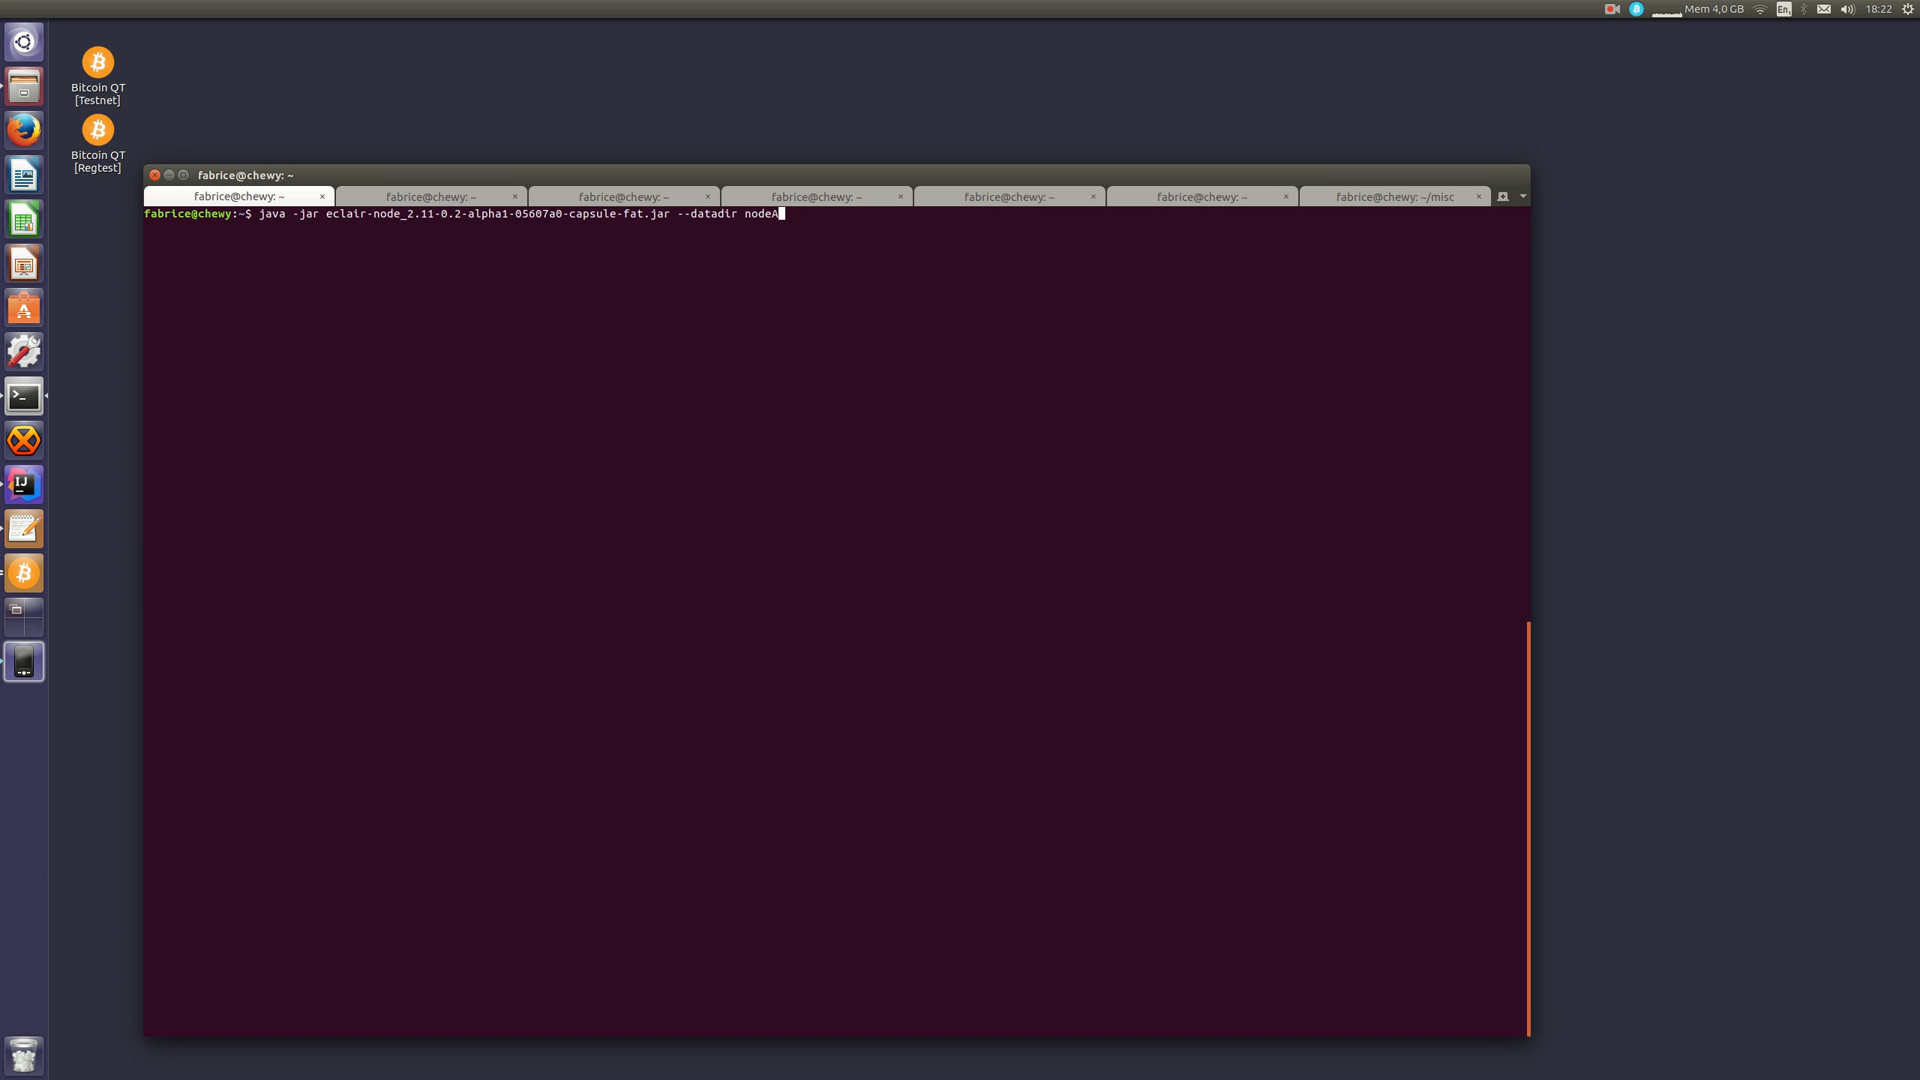 Mem 4,0 GB En1 18:22
Bitcoin QT
[Testnet]
Bitcoin QT
[Regtest]
fabrice@chewy: ~
fabrice@chewy: ~ fabrice@chewy: ~ fabrice@chewy: ~ fabrice@chewy: ~ fabrice@chewy: ~ fabrice@chewy: ~ fabrice@chewy: ~/misc
fabrice@chewy:~$ java -jar eclair-node_2.11-0.2-alpha1-05607a0-capsule-fat.jar --datadir nodeA
IJ